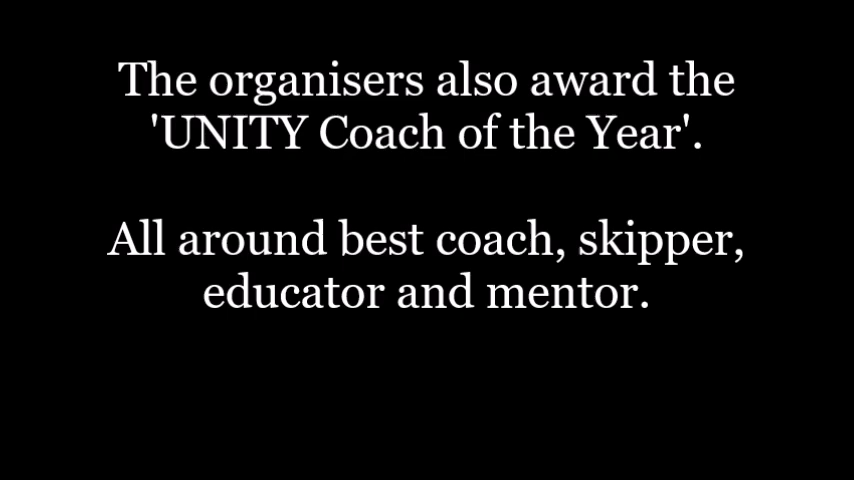 The organisers also award the
'UNITY Coach of the Year'.
All around best coach, skipper,
educator and mentor.